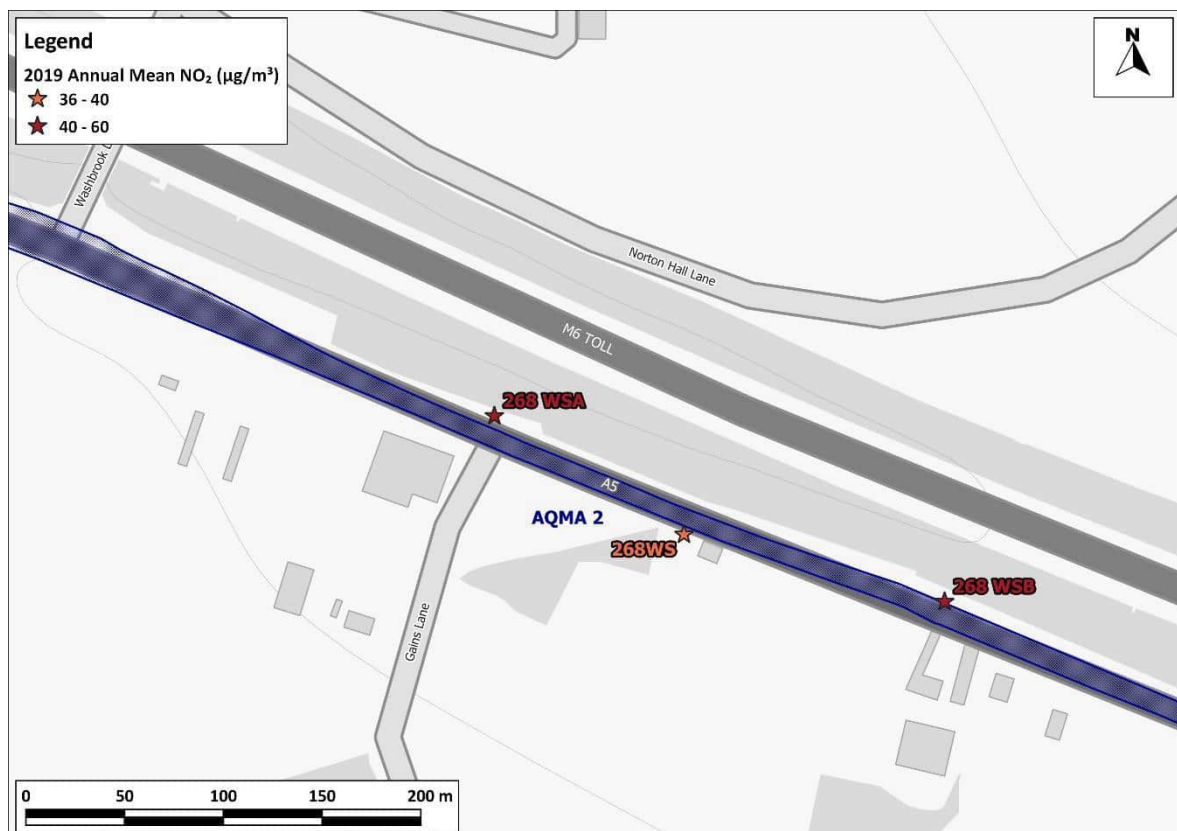 Legend
2019 Annual Mean NO₂ (µg/m³)
36 - 40
40 - 60
N
Washbrook L
Norton Hall Lane
M6 TOLL
268 WSA
A5
AQMA 2
268WS
268 WSB
Gains Lane
0 50 100 150 200 m